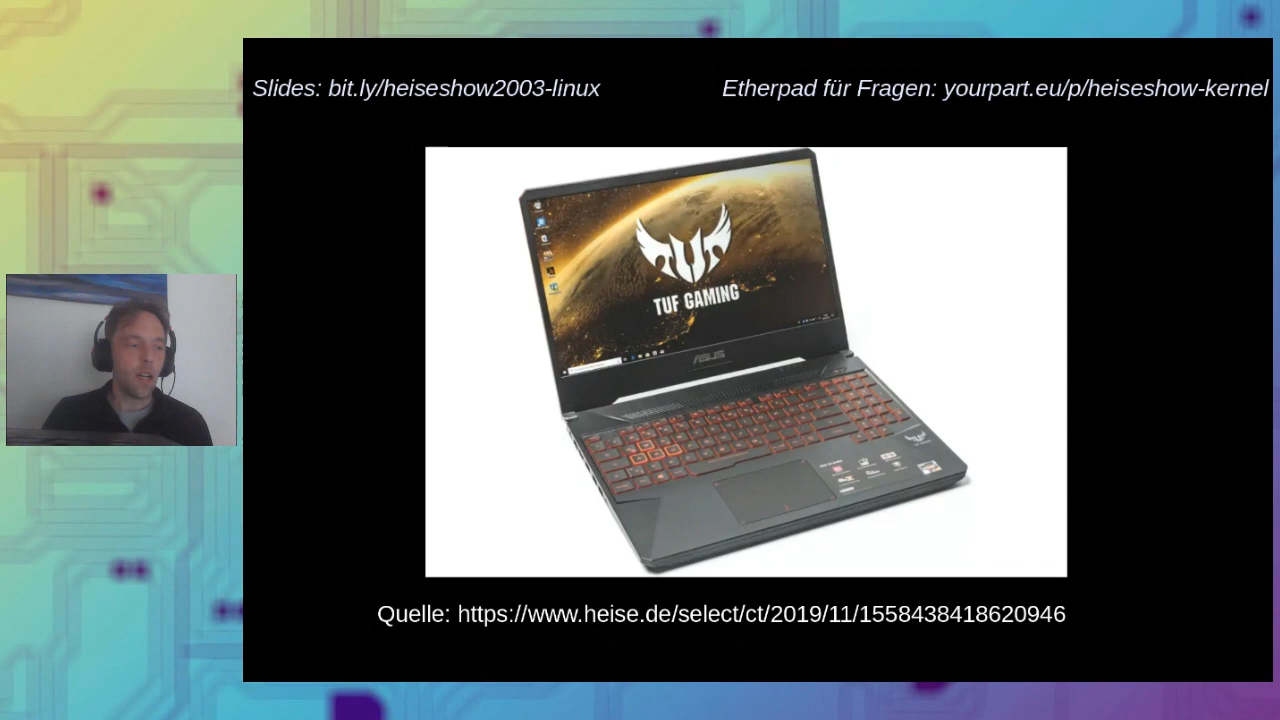 Slides: bit.ly/heiseshow2003-linux
Etherpad für Fragen: yourpart.eu/p/heiseshow-kernel
TUF GAMING
ASUS
Quelle: https://www.heise.de/select/ct/2019/11/1558438418620946